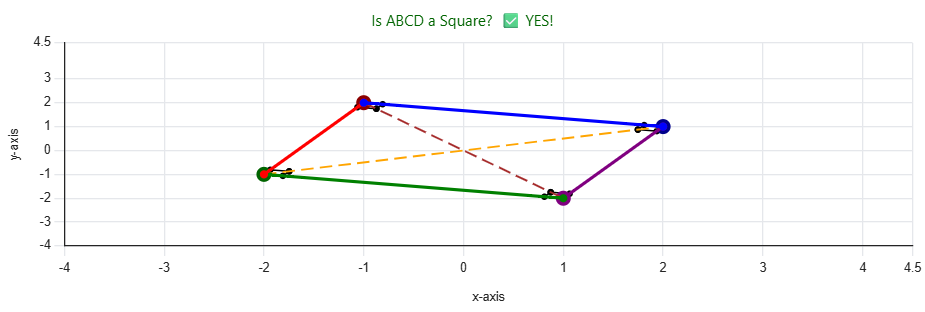 Is ABCD a Square? ✅ YES!
4.5
3
2
1
0
-1
-2
-3
-4
y-axis
-4 -3 -2 -1 0 1 2 3 4 4.5
x-axis